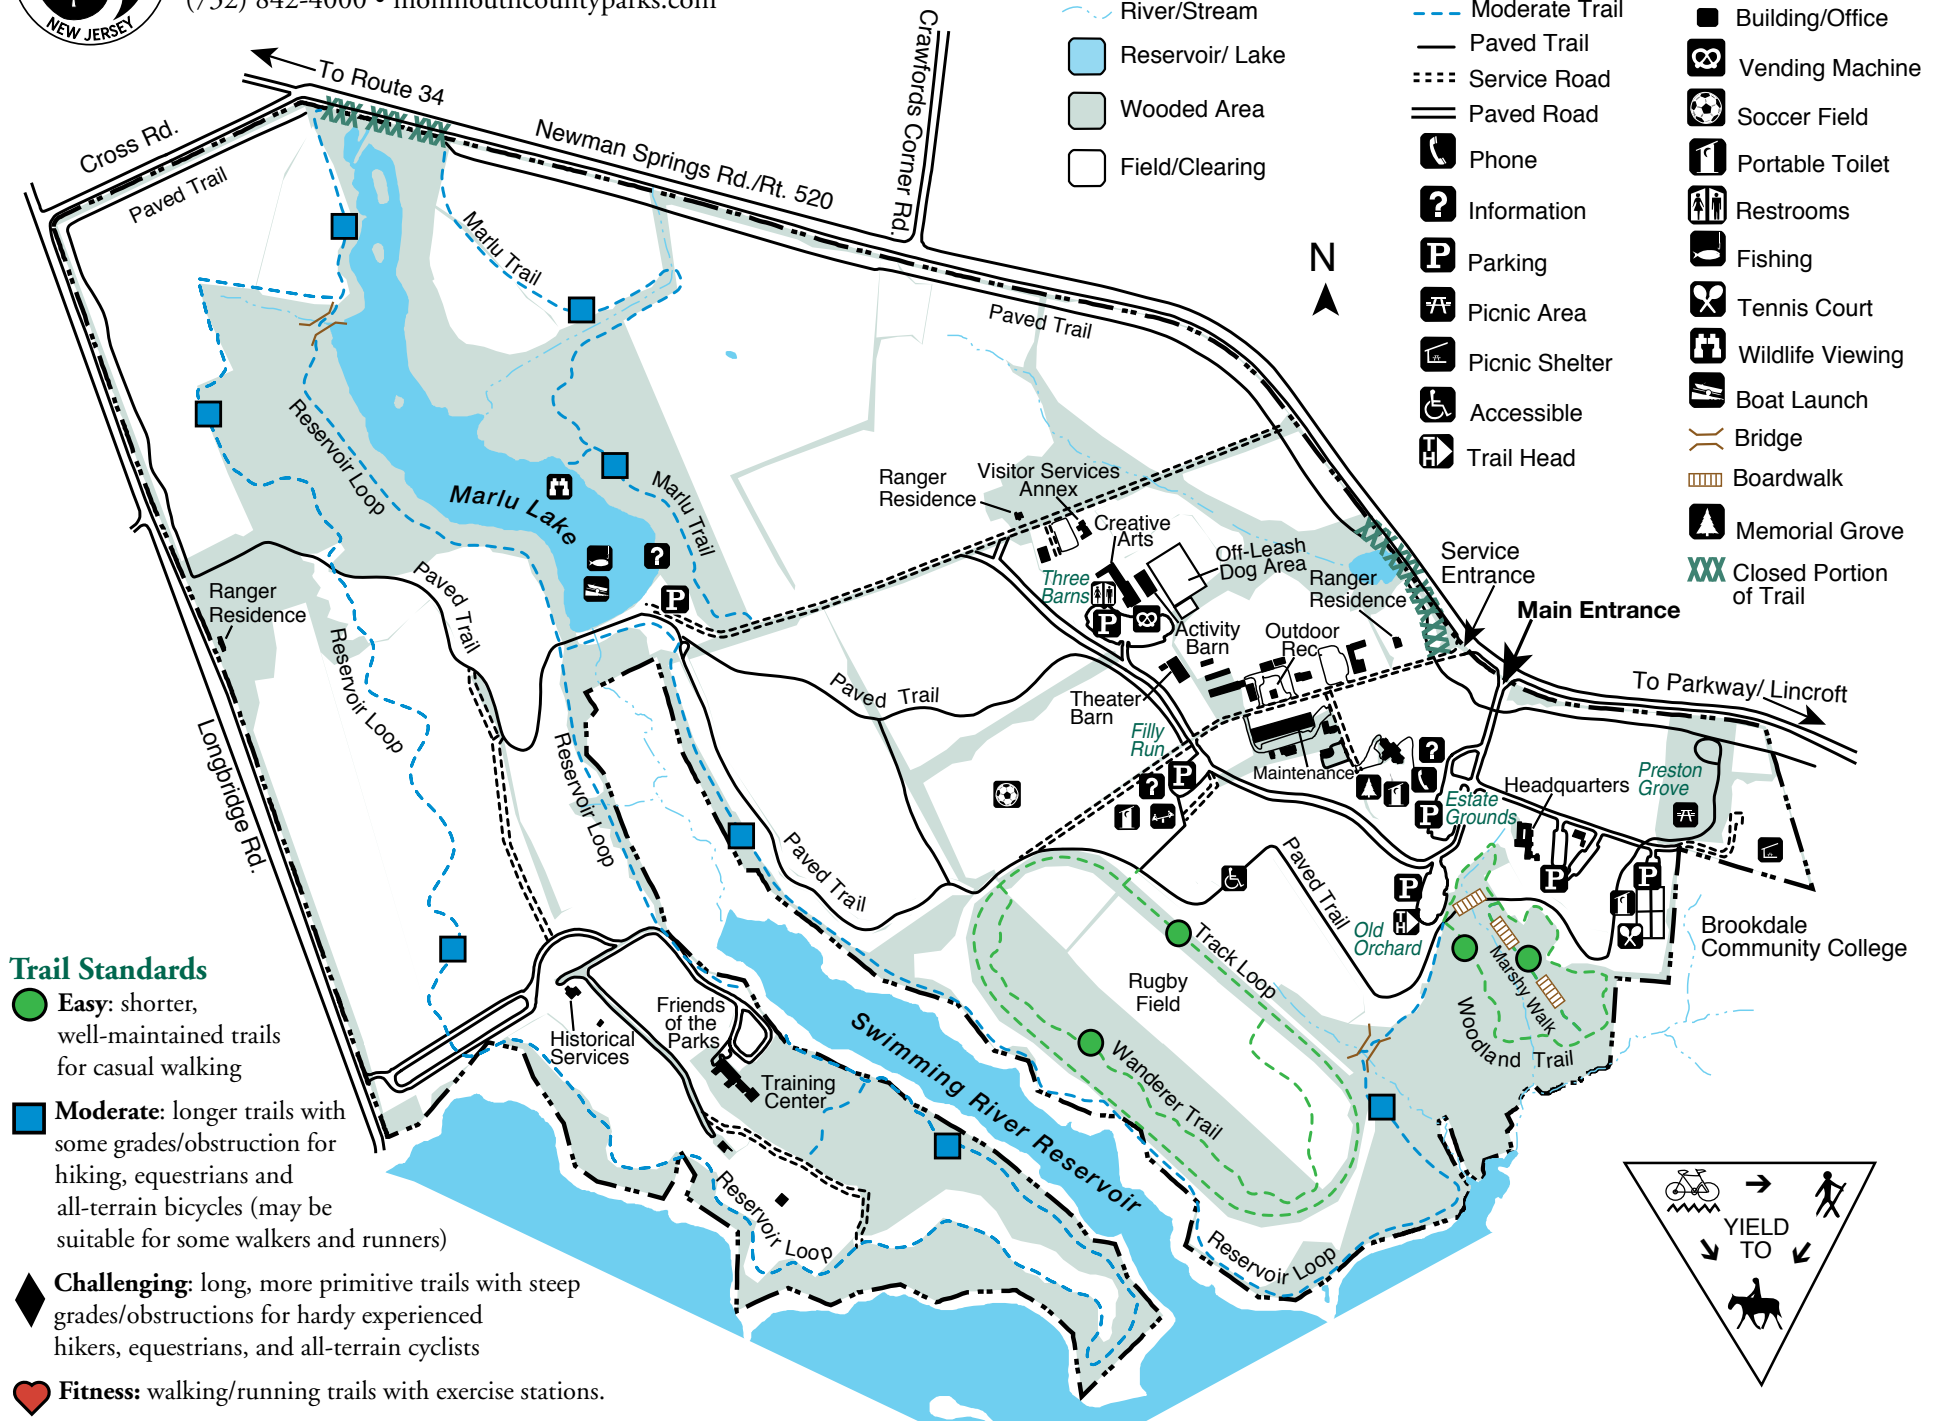 NEW JERSEY
(732) 842-4000 • monmouthcountyparks.com
River/Stream
Reservoir/ Lake
Wooded Area
Field/Clearing
Moderate Trail
Paved Trail
Service Road
Paved Road
Phone
Information
Parking
Picnic Area
Picnic Shelter
Accessible
Trail Head
Building/Office
Vending Machine
Soccer Field
Portable Toilet
Restrooms
Fishing
Tennis Court
Wildlife Viewing
Boat Launch
Bridge
Boardwalk
Memorial Grove
XXX Closed Portion
of Trail
N
To Route 34
Cross Rd.
Paved Trail
Newman Springs Rd./Rt. 520
Crawfords Corner Rd.
Marlu Trail
Paved Trail
Reservoir Loop
Marlu Lake
Marlu Trail
Ranger
Residence
Visitor Services
Annex
Creative
Arts
Three
Barns
Off-Leash
Dog Area
Ranger
Residence
Service
Entrance
Main Entrance
Activity
Barn
Outdoor
Rec.
To Parkway/ Lincroft
Ranger
Residence
Paved Trail
Reservoir Loop
Longbridge Rd.
Paved Trail
Theater
Barn
Filly
Run
Maintenance
Estate
Grounds
Headquarters
Preston
Grove
Reservoir Loop
Paved Trail
Paved Trail
Old
Orchard
Brookdale
Community College
Track Loop
Rugby
Field
Marshy Walk
Woodland Trail
Wanderer Trail
Swimming River Reservoir
Friends
of the
Parks
Historical
Services
Training
Center
Reservoir Loop
Reservoir Loop
Trail Standards
Easy: shorter,
well-maintained trails
for casual walking
Moderate: longer trails with
some grades/obstruction for
hiking, equestrians and
all-terrain bicycles (may be
suitable for some walkers and runners)
Challenging: long, more primitive trails with steep
grades/obstructions for hardy experienced
hikers, equestrians, and all-terrain cyclists
Fitness: walking/running trails with exercise stations.
YIELD
TO